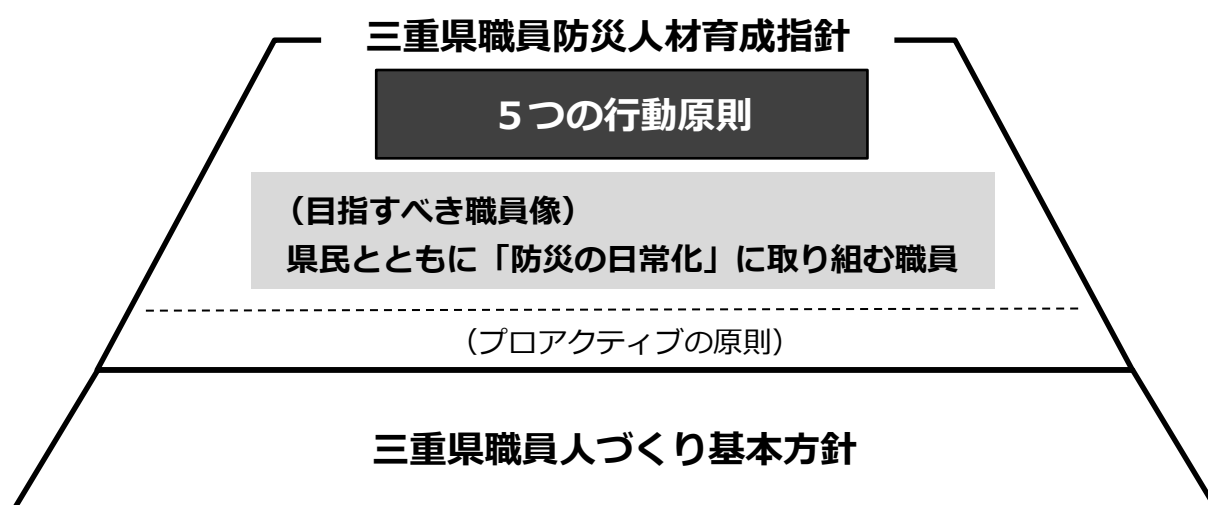 三重県職員防災人材育成指針
５つの行動原則
（目指すべき職員像）
県民とともに「防災の日常化」に取り組む職員
（プロアクティブの原則）
三重県職員人づくり基本方針